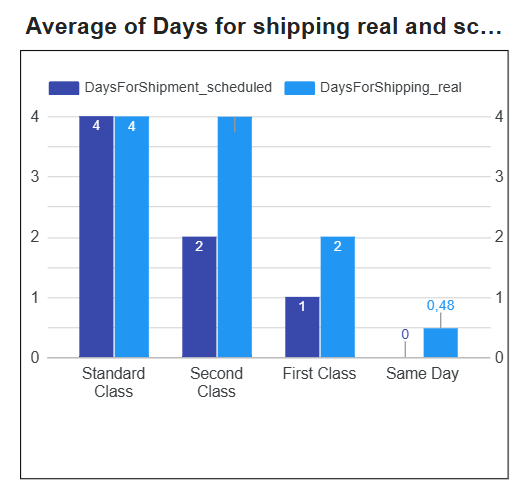 Average of Days for shipping real and sc...
DaysForShipment_scheduled DaysForShipping_real
4 4
4 4
3 3
2 2
2 2
1 1
1
0,48
0
0 0
Standard Class
Second Class
First Class
Same Day